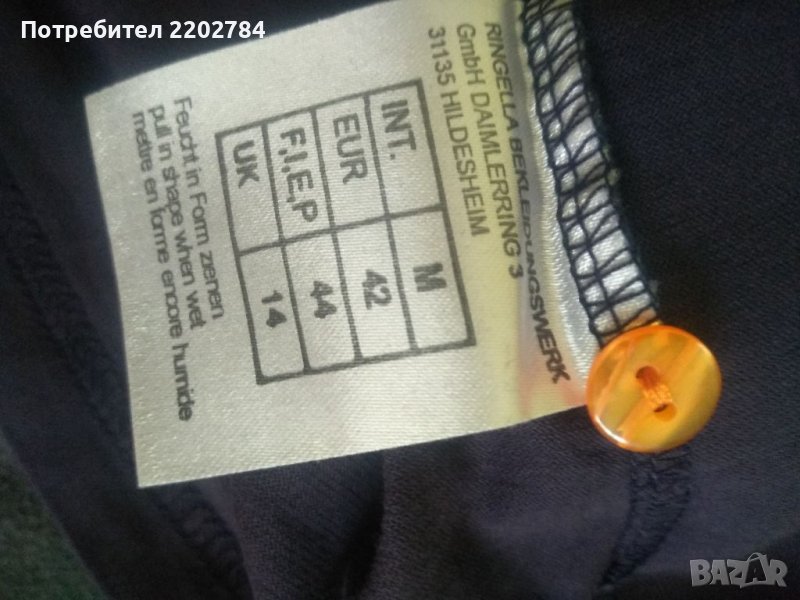 Потребител 2202784
RINGELLA BEKLEIDUNGSWERK
GmbH DAIMLERRING 3
31135 HILDESHEIM
INT. M
EUR 42
F,I,E,P 44
UK 14
Feucht in Form ziehen
pull in shape when wet
mettre en forme encore humide
BAZAR